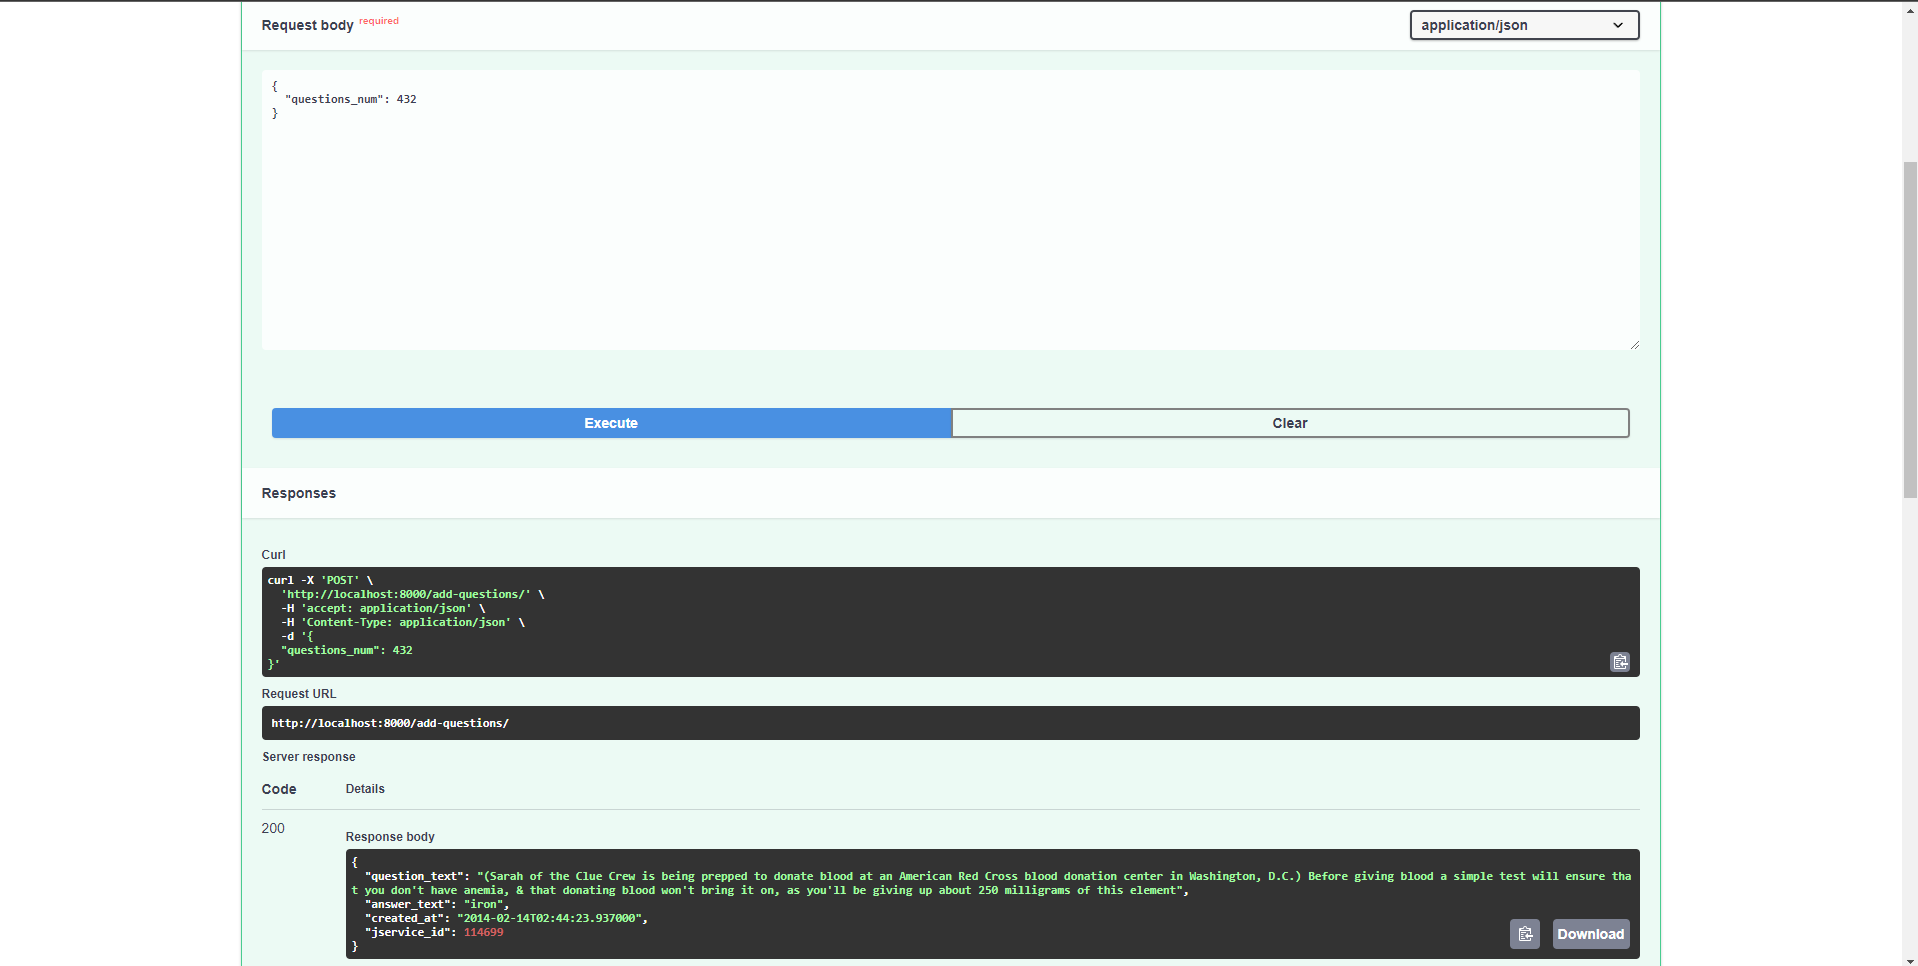 Request body required
application/json
{
  "questions_num": 432
}
Execute
Clear
Responses
Curl
curl -X 'POST' \
  'http://localhost:8000/add-questions/' \
  -H 'accept: application/json' \
  -H 'Content-Type: application/json' \
  -d '{
  "questions_num": 432
}'
Request URL
http://localhost:8000/add-questions/
Server response
Code
Details
200
Response body
{
  "question_text": "(Sarah of the Clue Crew is being prepped to donate blood at an American Red Cross blood donation center in Washington, D.C.) Before giving blood a simple test will ensure tha
t you don't have anemia, & that donating blood won't bring it on, as you'll be giving up about 250 milligrams of this element",
  "answer_text": "iron",
  "created_at": "2014-02-14T02:44:23.937000",
  "jservice_id": 114699
}
Download